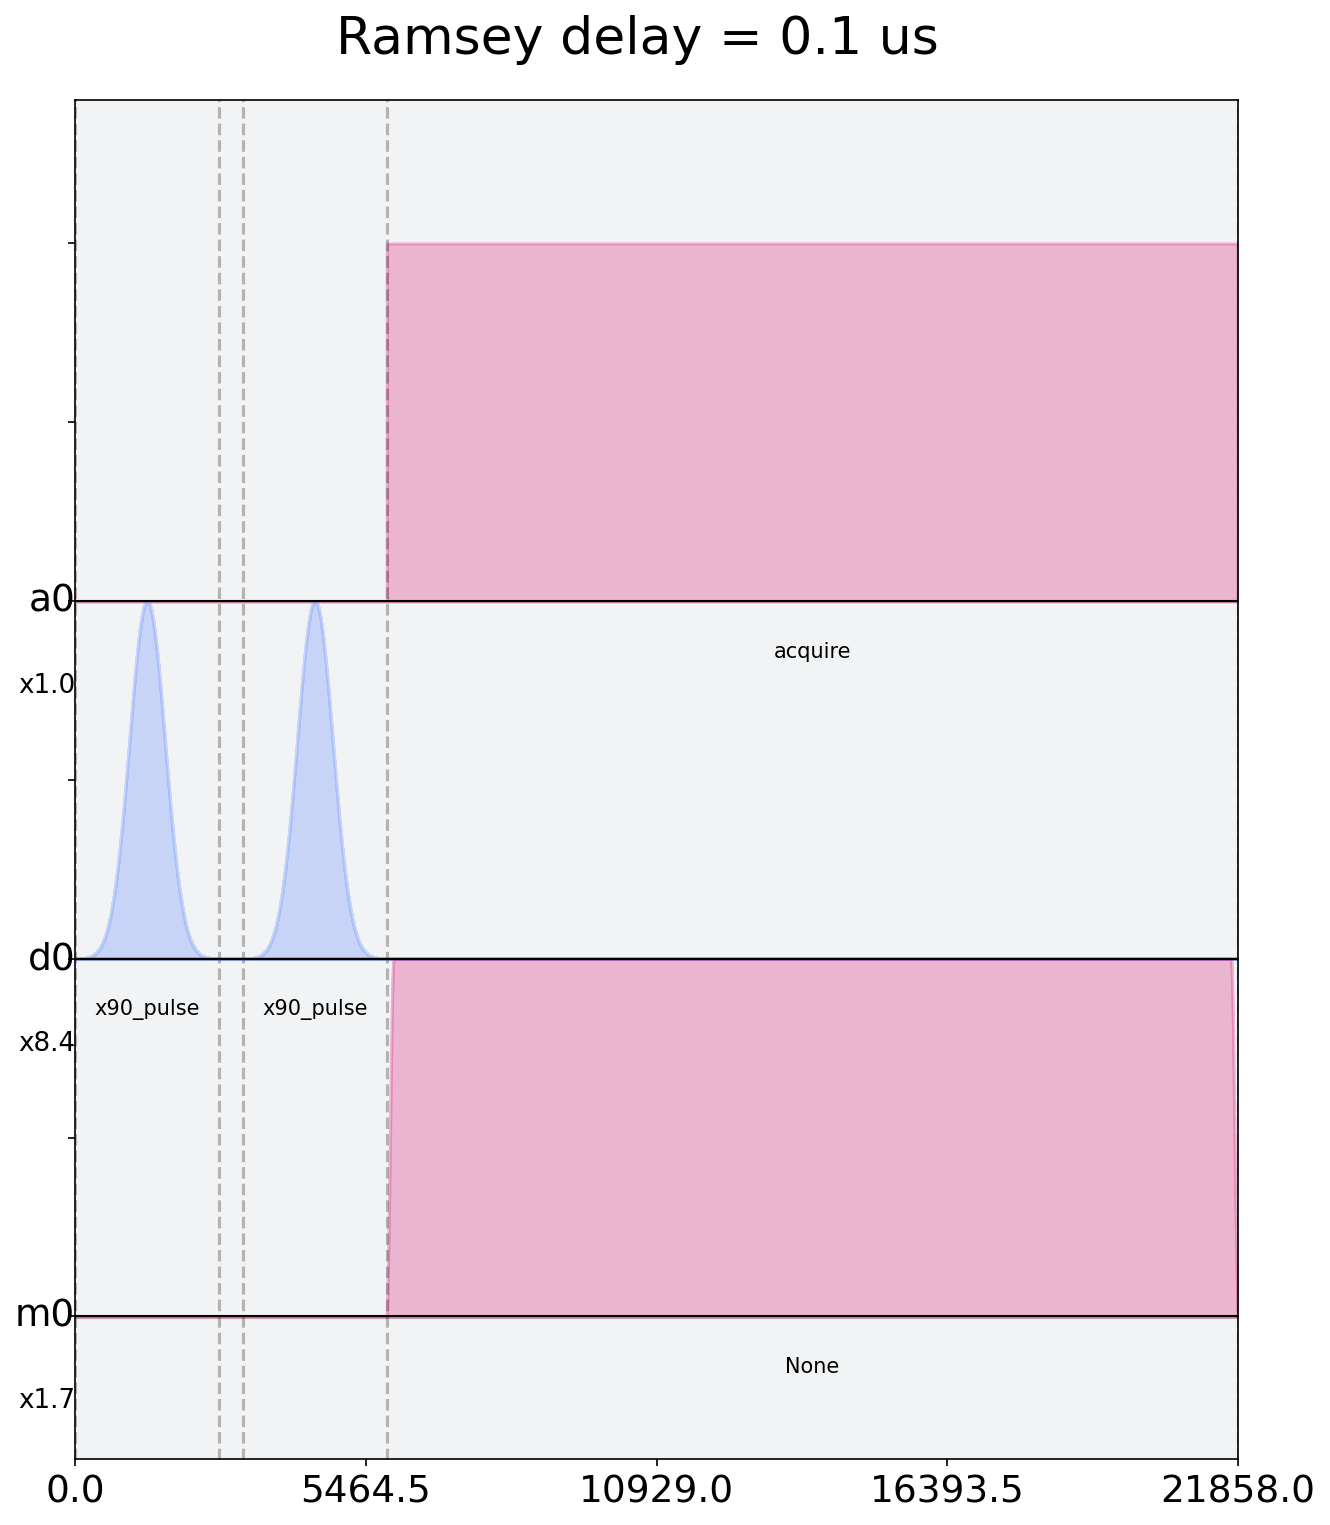 Ramsey delay = 0.1 us
a0
acquire
x1.0
d0
x90_pulse x90_pulse
x8.4
m0
None
x1.7
0.0 5464.5 10929.0 16393.5 21858.0